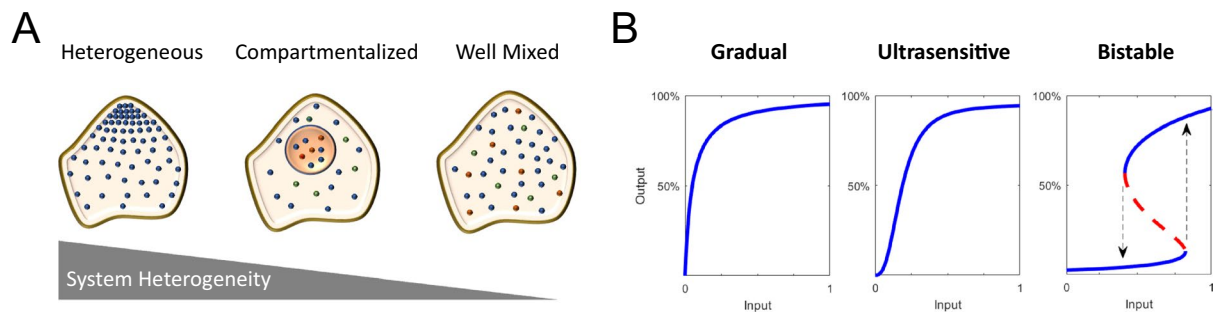 A
Heterogeneous
Compartmentalized
Well Mixed
System Heterogeneity
B
Gradual
Ultrasensitive
Bistable
100%
50%
Output
0
1
Input
100%
50%
0
1
Input
100%
50%
0
1
Input